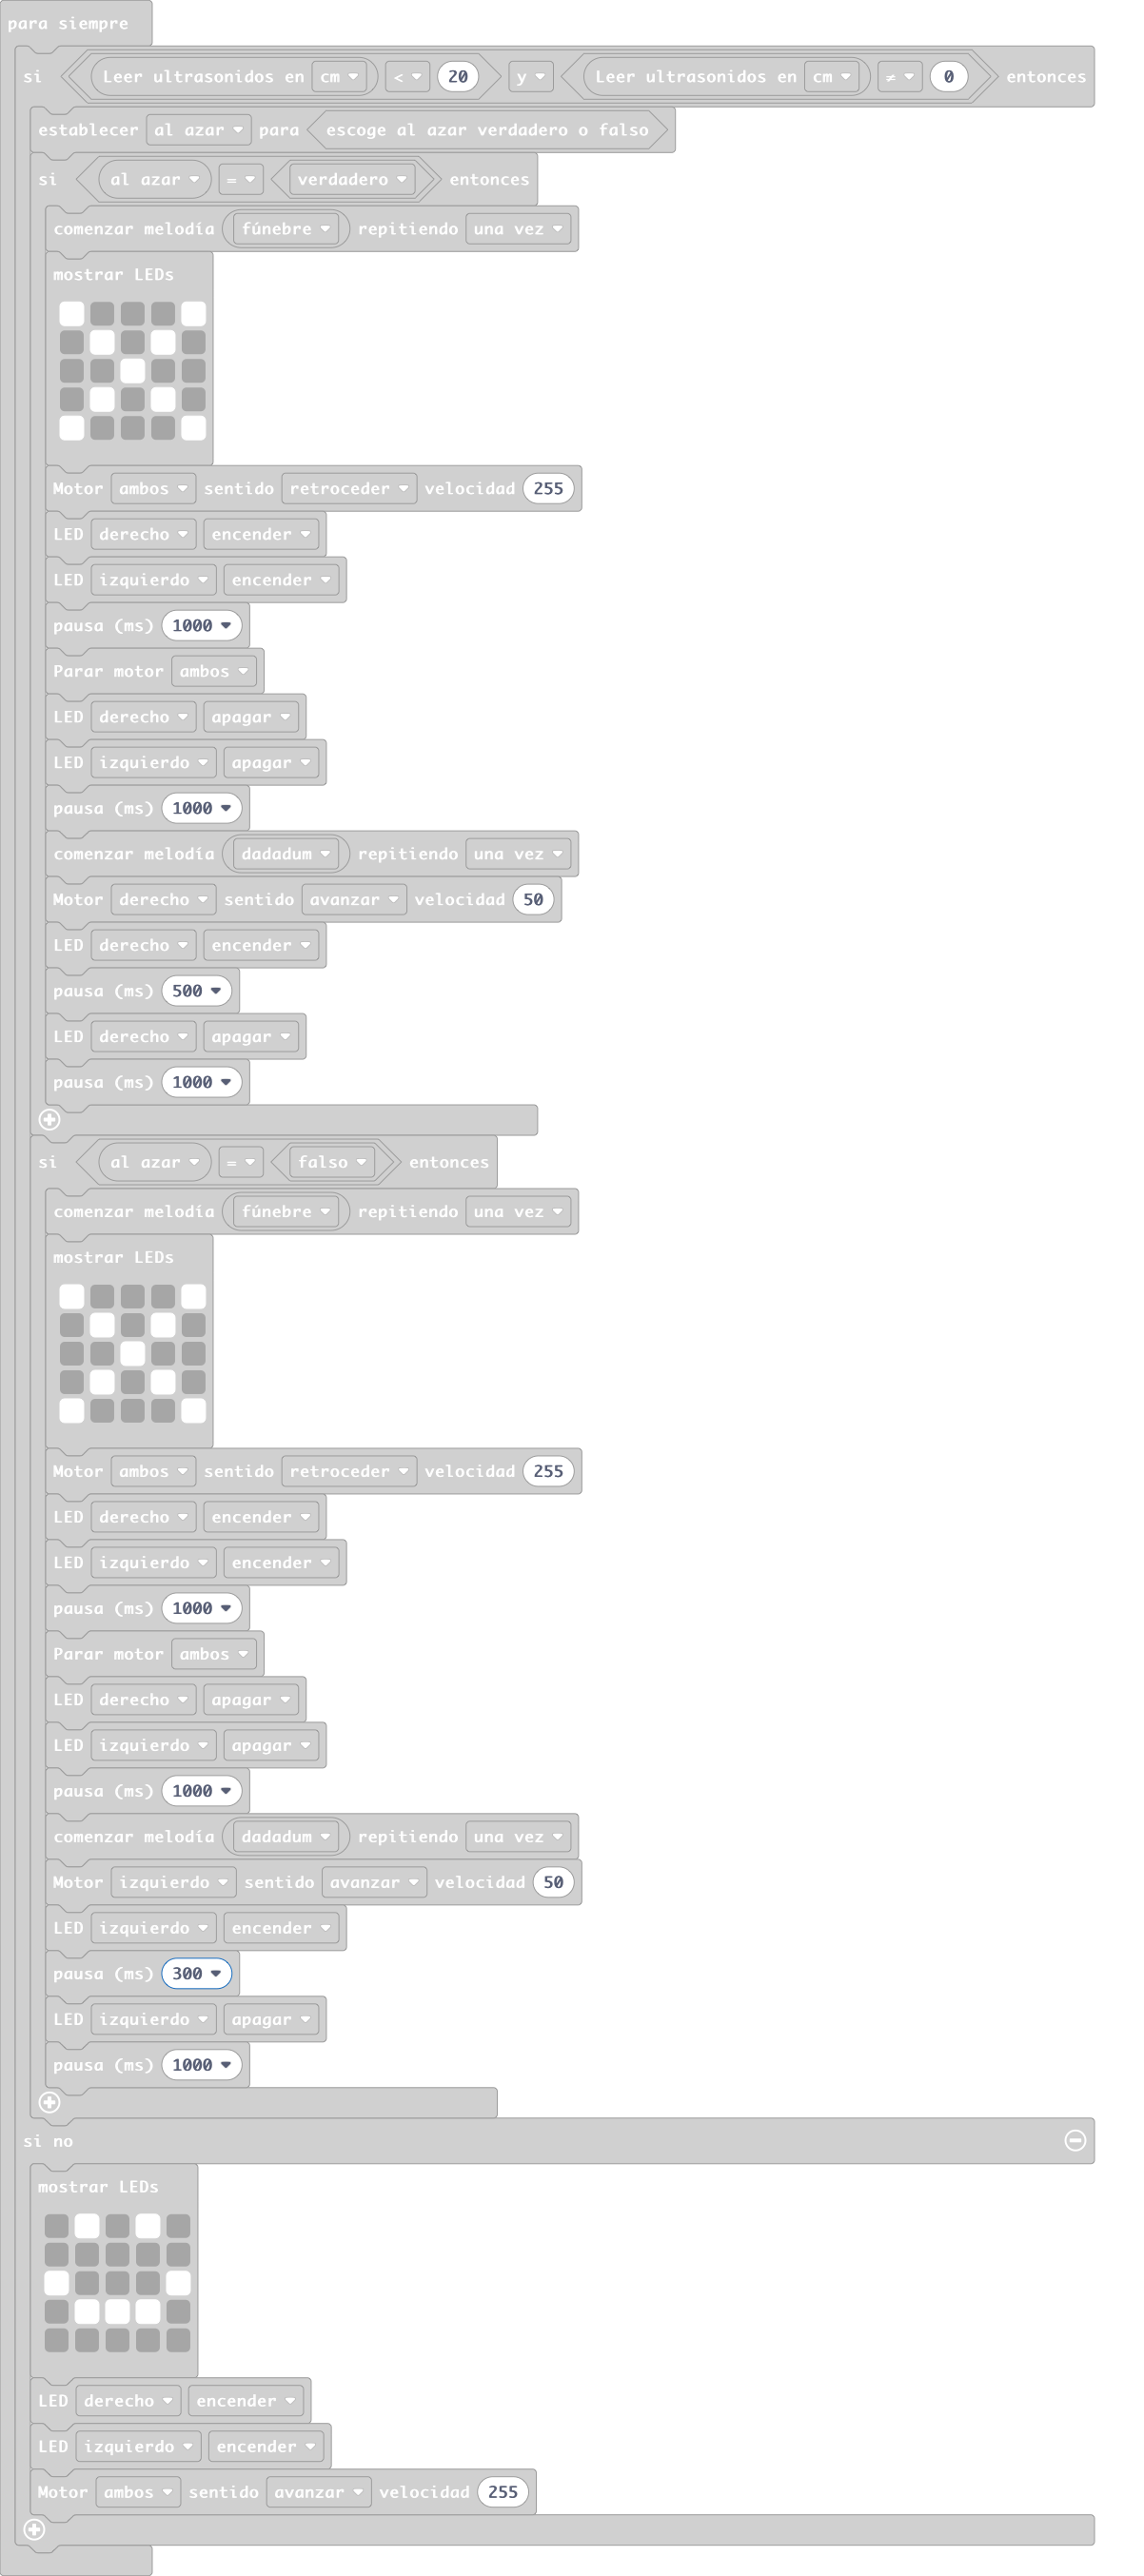 para siempre
si Leer ultrasonidos en cm < 20 y Leer ultrasonidos en cm ≠ 0 entonces
establecer al azar para escoge al azar verdadero o falso
si al azar = verdadero entonces
comenzar melodía fúnebre repitiendo una vez
mostrar LEDs
Motor ambos sentido retroceder velocidad 255
LED derecho encender
LED izquierdo encender
pausa (ms) 1000
Parar motor ambos
LED derecho apagar
LED izquierdo apagar
pausa (ms) 1000
comenzar melodía dadadum repitiendo una vez
Motor derecho sentido avanzar velocidad 50
LED derecho encender
pausa (ms) 500
LED derecho apagar
pausa (ms) 1000
si al azar = falso entonces
comenzar melodía fúnebre repitiendo una vez
mostrar LEDs
Motor ambos sentido retroceder velocidad 255
LED derecho encender
LED izquierdo encender
pausa (ms) 1000
Parar motor ambos
LED derecho apagar
LED izquierdo apagar
pausa (ms) 1000
comenzar melodía dadadum repitiendo una vez
Motor izquierdo sentido avanzar velocidad 50
LED izquierdo encender
pausa (ms) 300
LED izquierdo apagar
pausa (ms) 1000
si no
mostrar LEDs
LED derecho encender
LED izquierdo encender
Motor ambos sentido avanzar velocidad 255